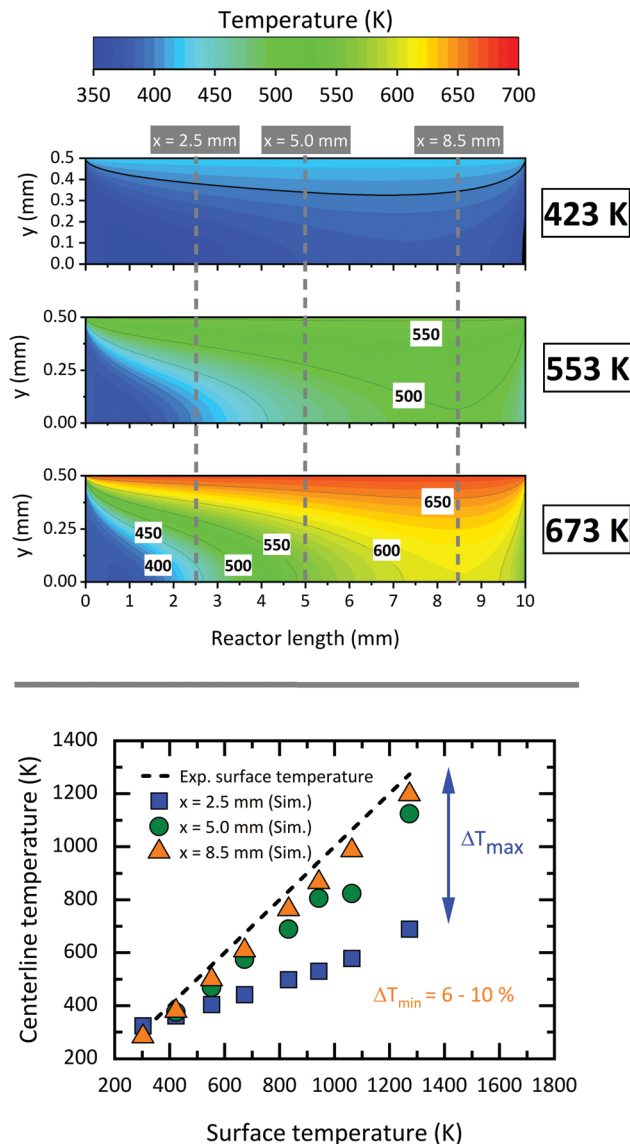 Temperature (K)
350 400 450 500 550 600 650 700
x = 2.5 mm x = 5.0 mm x = 8.5 mm
0.5
0.4
0.3
0.2
0.1
0.0
y (mm)
423 K
0.50
0.25
0.00
y (mm)
550
500
553 K
0.50
0.25
0.00
y (mm)
650
450
550
600
400
500
673 K
0 1 2 3 4 5 6 7 8 9 10
Reactor length (mm)
1400
1200
1000
800
600
400
200
Centerline temperature (K)
Exp. surface temperature
x = 2.5 mm (Sim.)
x = 5.0 mm (Sim.)
x = 8.5 mm (Sim.)
ΔTmax
ΔTmin = 6 - 10 %
200 400 600 800 1000 1200 1400 1600 1800
Surface temperature (K)